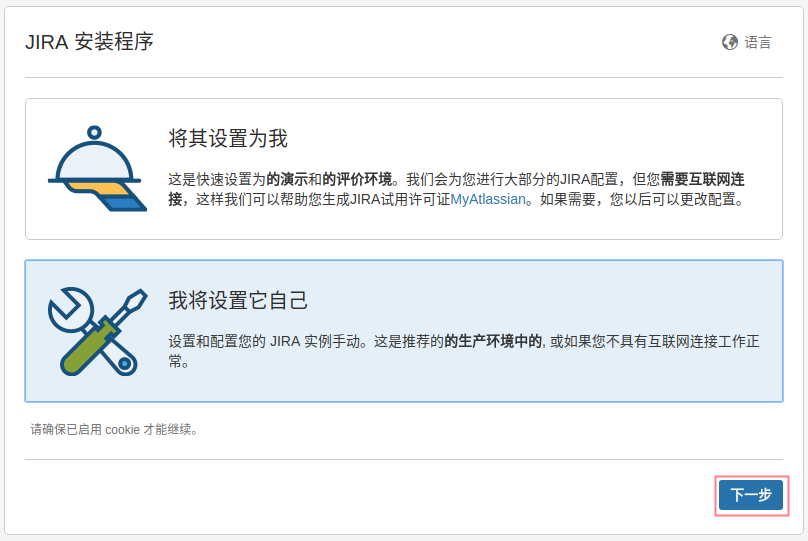 JIRA 安装程序
语言
将其设置为我
这是快速设置为的演示和的评价环境。我们会为您进行大部分的JIRA配置，但您需要互联网连
接，这样我们可以帮助您生成JIRA试用许可证MyAtlassian。如果需要，您以后可以更改配置。
我将设置它自己
设置和配置您的 JIRA 实例手动。这是推荐的的生产环境中的, 或如果您不具有互联网连接工作正
常。
请确保已启用 cookie 才能继续。
下一步